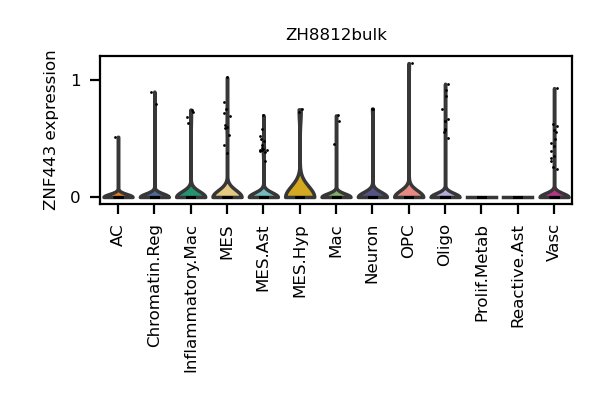 ZH8812bulk
ZNF443 expression
1
0
AC
Chromatin.Reg
Inflammatory.Mac
MES
MES.Ast
MES.Hyp
Mac
Neuron
OPC
Oligo
Prolif.Metab
Reactive.Ast
Vasc